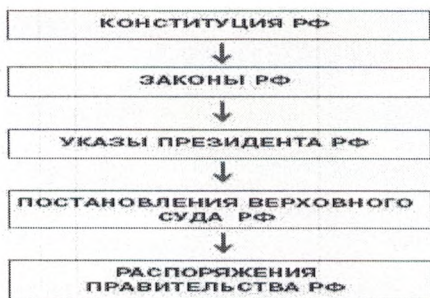 КОНСТИТУЦИЯ РФ
ЗАКОНЫ РФ
УКАЗЫ ПРЕЗИДЕНТА РФ
ПОСТАНОВЛЕНИЯ ВЕРХОВНОГО
СУДА РФ
РАСПОРЯЖЕНИЯ
ПРАВИТЕЛЬСТВА РФ